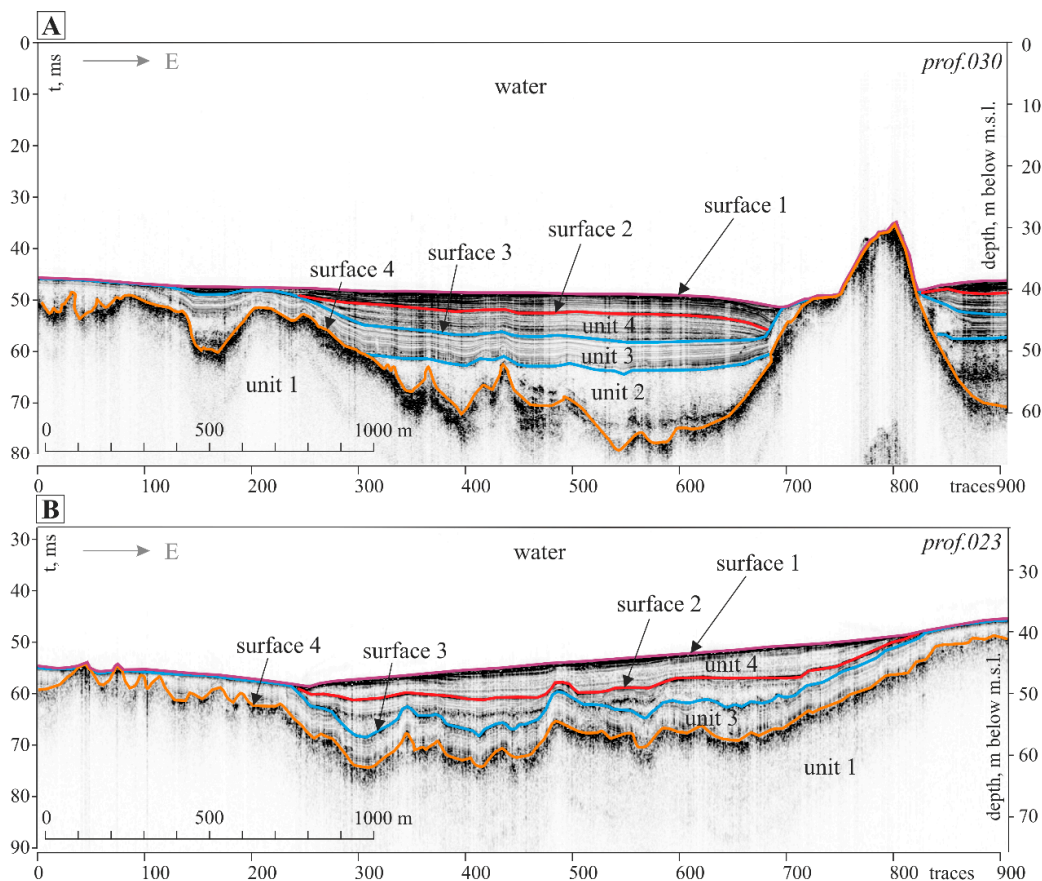 A
0
10
20
30
40
50
60
70
80
t, ms
E
water
prof.030
0
10
20
30
40
50
60
depth, m below m.s.l.
surface 1
surface 2
surface 3
surface 4
unit 4
unit 3
unit 2
unit 1
0 500 1000 m
0 100 200 300 400 500 600 700 800 traces 900
B
30
40
50
60
70
80
90
t, ms
E
water
prof.023
30
40
50
60
70
depth, m below m.s.l.
surface 1
surface 2
surface 3
surface 4
unit 4
unit 3
unit 1
0 500 1000 m
0 100 200 300 400 500 600 700 800 traces 900